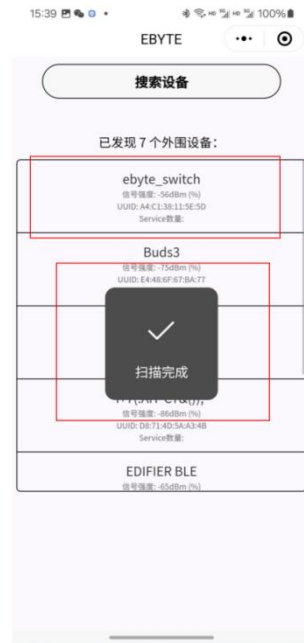 15:39
100%
EBYTE
搜索设备
已发现 7 个外围设备：
ebyte_switch
信号强度: -56dBm (%)
UUID: A4:C1:38:11:5E:5D
Service数量:
Buds3
信号强度: -75dBm (%)
UUID: E4:48:6F:67:BA:77
扫描完成
信号强度: -86dBm (%)
UUID: D8:71:4D:5A:A3:4B
Service数量:
EDIFIER BLE
信号强度: -65dBm (%)